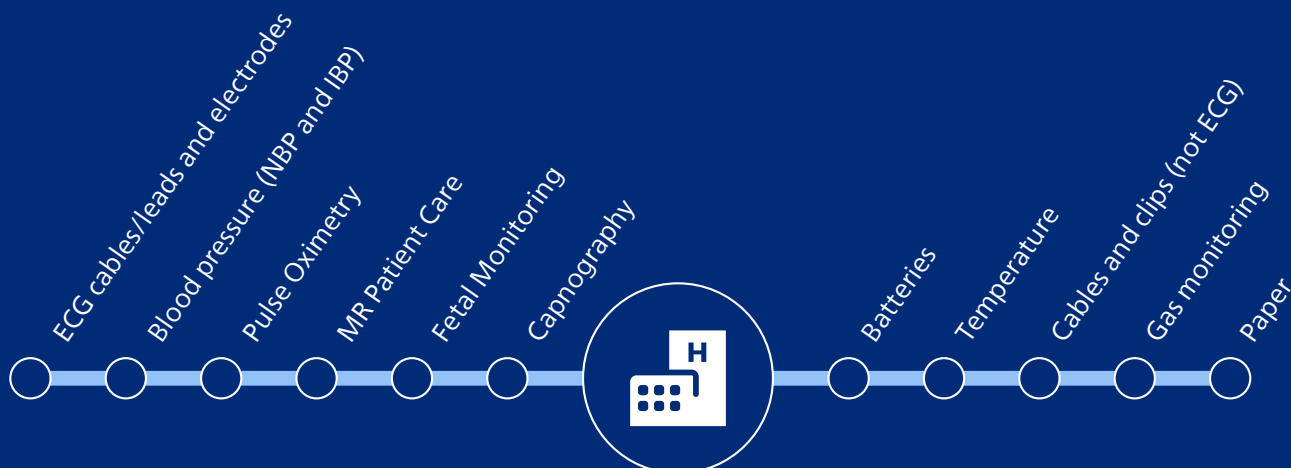 ECG cables/leads and electrodes
Blood pressure (NBP and IBP)
Pulse Oximetry
MR Patient Care
Fetal Monitoring
Capnography
H
Batteries
Temperature
Cables and clips (not ECG)
Gas monitoring
Paper